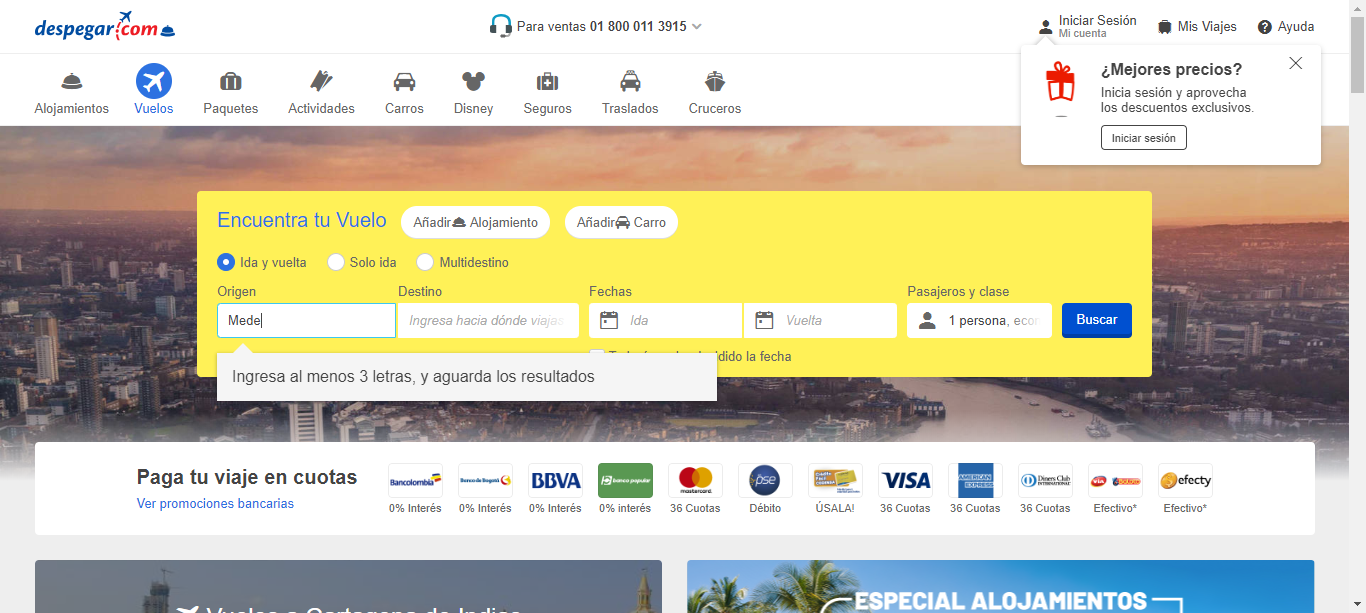 despegar.com
Para ventas 01 800 011 3915
Iniciar Sesión
Mi cuenta
Mis Viajes
Ayuda
Alojamientos
Vuelos
Paquetes
Actividades
Carros
Disney
Seguros
Traslados
Cruceros
¿Mejores precios?
Inicia sesión y aprovecha
los descuentos exclusivos.
Iniciar sesión
Encuentra tu Vuelo
Añadir Alojamiento
Añadir Carro
Ida y vuelta
Solo ida
Multidestino
Origen
Destino
Fechas
Pasajeros y clase
Mede
Ingresa hacia dónde viajas
Ida
Vuelta
1 persona, econ
Buscar
la fecha
Ingresa al menos 3 letras, y aguarda los resultados
Paga tu viaje en cuotas
Ver promociones bancarias
Bancolombia
Banco de Bogotá
BBVA
banco popular
mastercard
pse
VISA
AMERICAN EXPRESS
Diners Club
INTERNATIONAL
via
efecty
0% Interés
0% Interés
0% Interés
0% interés
36 Cuotas
Débito
ÚSALA!
36 Cuotas
36 Cuotas
36 Cuotas
Efectivo*
Efectivo*
Vuelos a Cartagena de Indias
ESPECIAL ALOJAMIENTOS